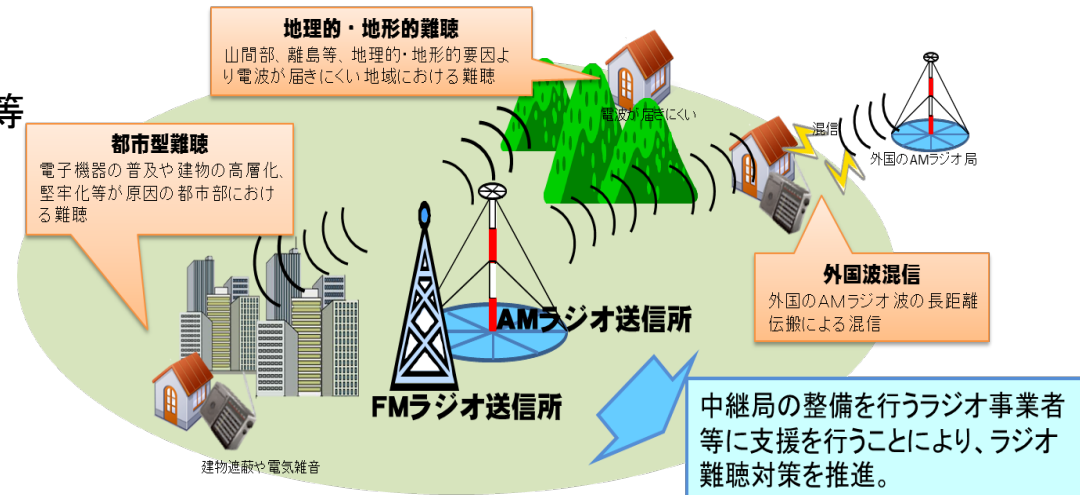 地理的・地形的難聴
山間部、離島等、地理的・地形的要因よ
り電波が届きにくい地域における難聴
等
都市型難聴
電子機器の普及や建物の高層化、
堅牢化等が原因の都市部におけ
る難聴
電波が届きにくい
混信
外国のAMラジオ局
外国波混信
外国のAMラジオ波の長距離
伝搬による混信
AMラジオ送信所
FMラジオ送信所
建物遮蔽や電気雑音
中継局の整備を行うラジオ事業者
等に支援を行うことにより、ラジオ
難聴対策を推進。